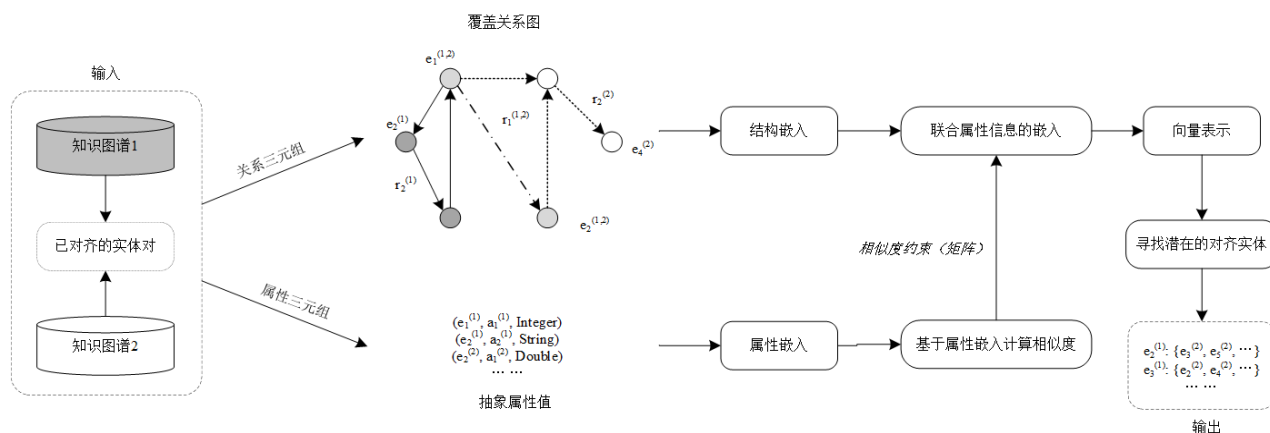 输入
知识图谱1
已对齐的实体对
知识图谱2
关系三元组
属性三元组
覆盖关系图
e₁⁽¹,²⁾
e₂⁽¹⁾
r₂⁽¹⁾
r₁⁽¹,²⁾
r₂⁽²⁾
e₄⁽²⁾
e₂⁽¹,²⁾
(e₁⁽¹⁾, a₁⁽¹⁾, Integer)
(e₂⁽¹⁾, a₂⁽¹⁾, String)
(e₂⁽²⁾, a₁⁽²⁾, Double)
… …
抽象属性值
结构嵌入
联合属性信息的嵌入
向量表示
相似度约束（矩阵）
寻找潜在的对齐实体
属性嵌入
基于属性嵌入计算相似度
e₂⁽¹⁾: {e₃⁽²⁾, e₅⁽²⁾, …}
e₃⁽¹⁾: {e₂⁽²⁾, e₄⁽²⁾, …}
… …
输出